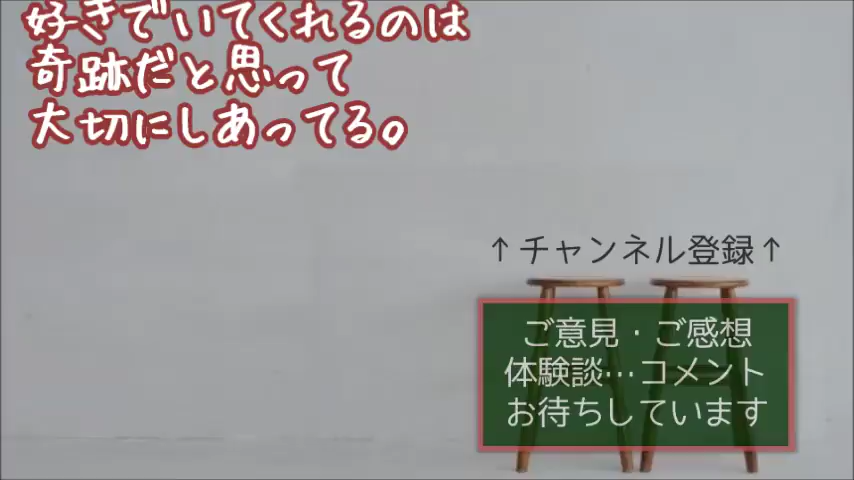 好きでいてくれるのは
奇跡だと思って
大切にしあってる。
↑チャンネル登録↑
ご意見・ご感想
体験談…コメント
お待ちしています